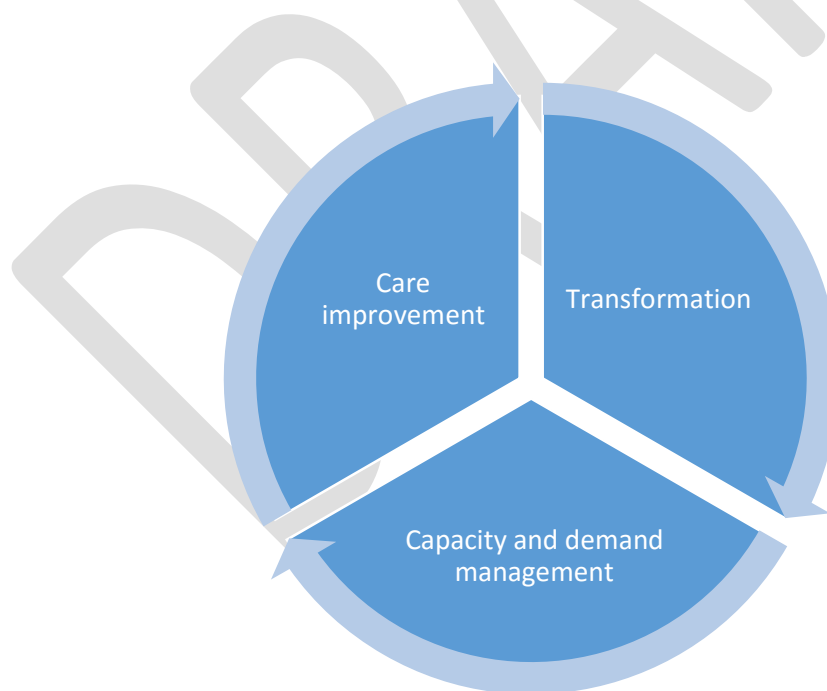 Care
improvement
Transformation
Capacity and demand
management